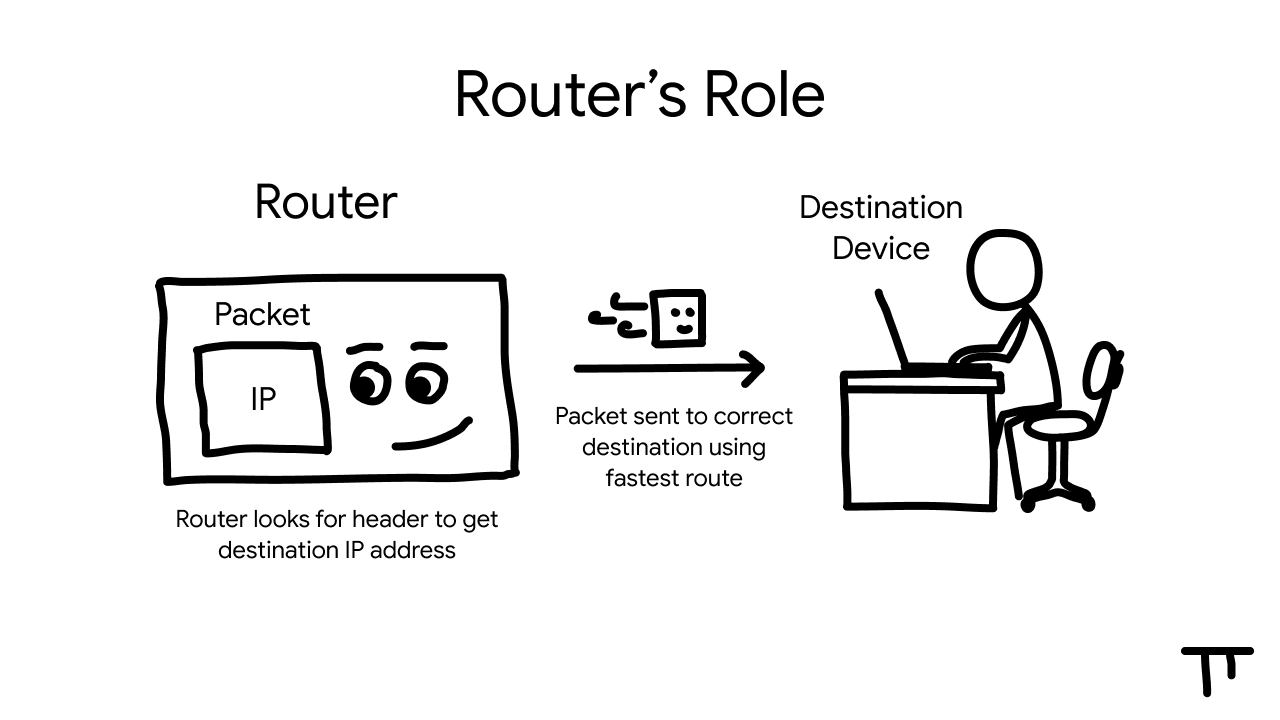 Router’s Role
Router
Packet
IP
Router looks for header to get
destination IP address
Packet sent to correct
destination using
fastest route
Destination
Device